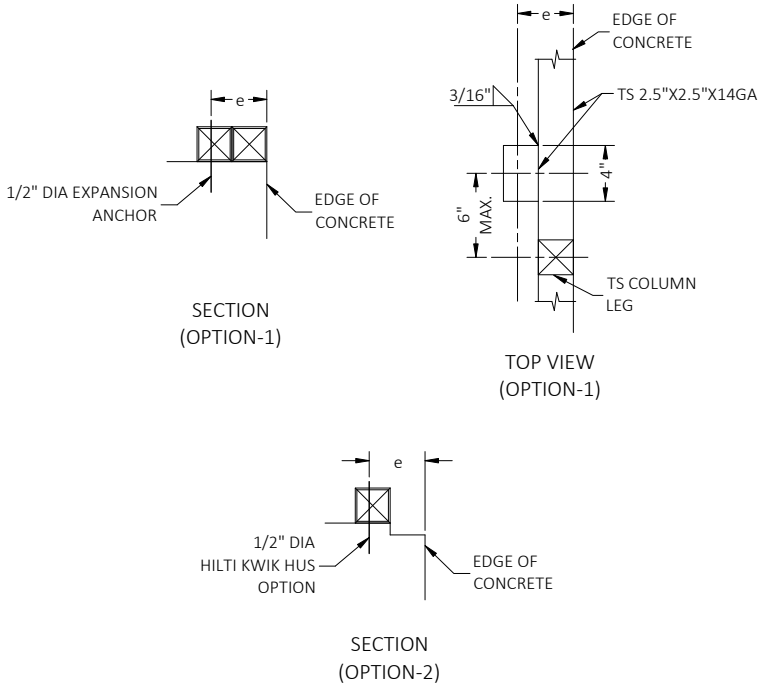 e
1/2" DIA EXPANSION
ANCHOR
EDGE OF
CONCRETE
SECTION
(OPTION-1)
e
EDGE OF
CONCRETE
3/16"
TS 2.5"X2.5"X14GA
4"
6"
MAX.
TS COLUMN
LEG
TOP VIEW
(OPTION-1)
e
1/2" DIA
HILTI KWIK HUS
OPTION
EDGE OF
CONCRETE
SECTION
(OPTION-2)